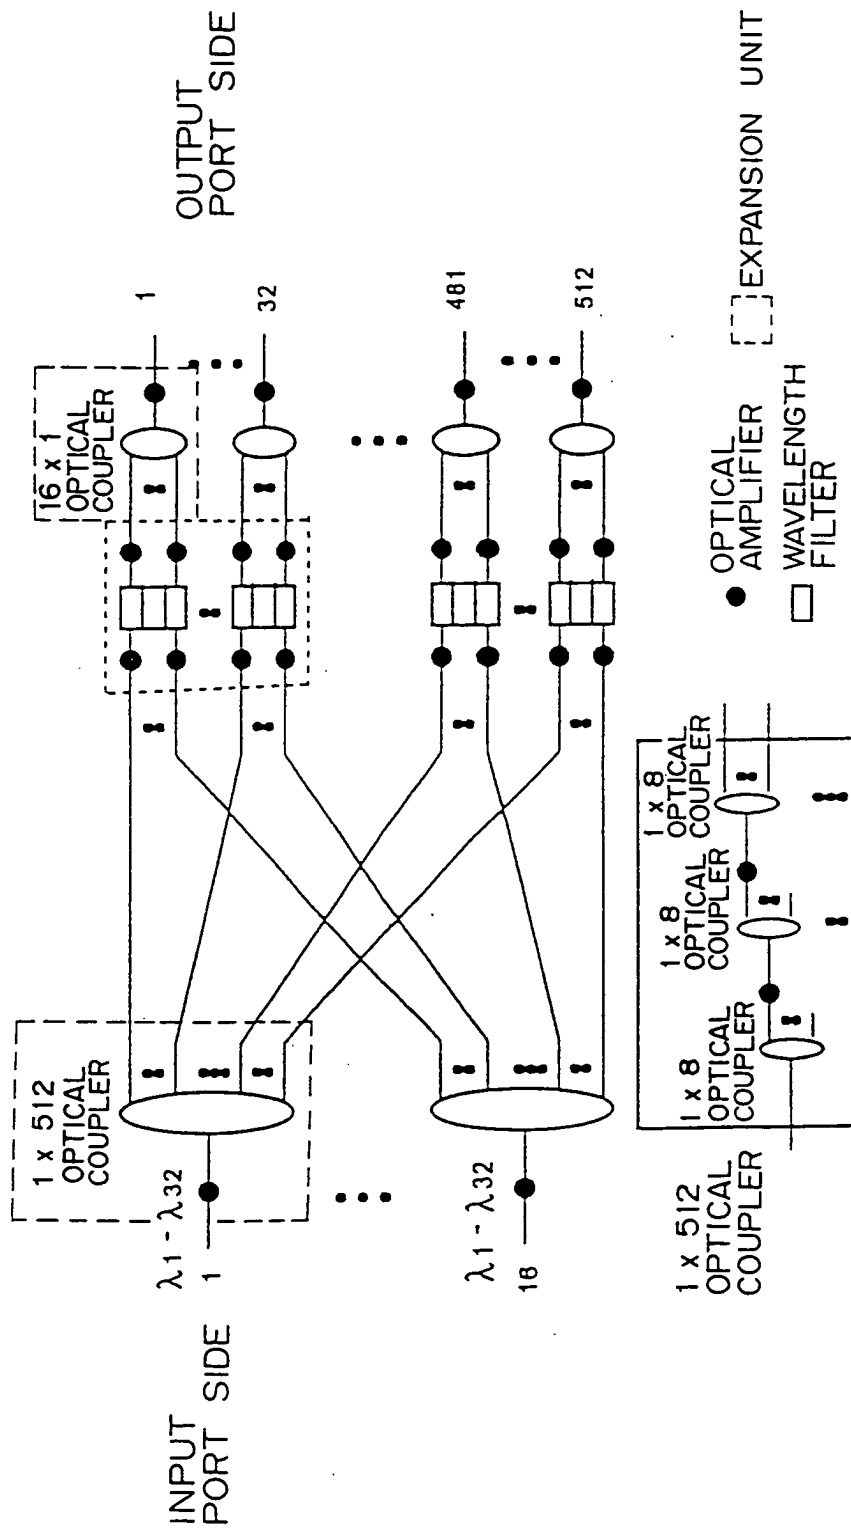 INPUT
PORT SIDE
OUTPUT
PORT SIDE
1 x 512
OPTICAL
COUPLER
16 x 1
OPTICAL
COUPLER
λ1 - λ32
1
λ1 - λ32
16
1
32
481
512
1 x 512
OPTICAL
COUPLER
1 x 8
OPTICAL
COUPLER
1 x 8
OPTICAL
COUPLER
1 x 8
OPTICAL
COUPLER
OPTICAL
AMPLIFIER
WAVELENGTH
FILTER
EXPANSION UNIT